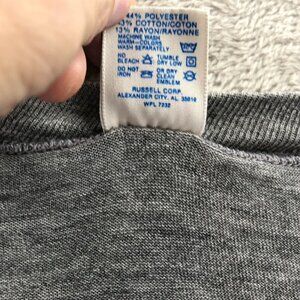 44% POLYESTER
43% COTTON/COTON
13% RAYON/RAYONNE
MACHINE WASH
WARM-COLORS
WASH SEPARATELY
NO BLEACH
TUMBLE DRY LOW
DO NOT IRON
OR DRY CLEAN
RUSSELL CORP.
ALEXANDER CITY, AL 35010
WPL 7232